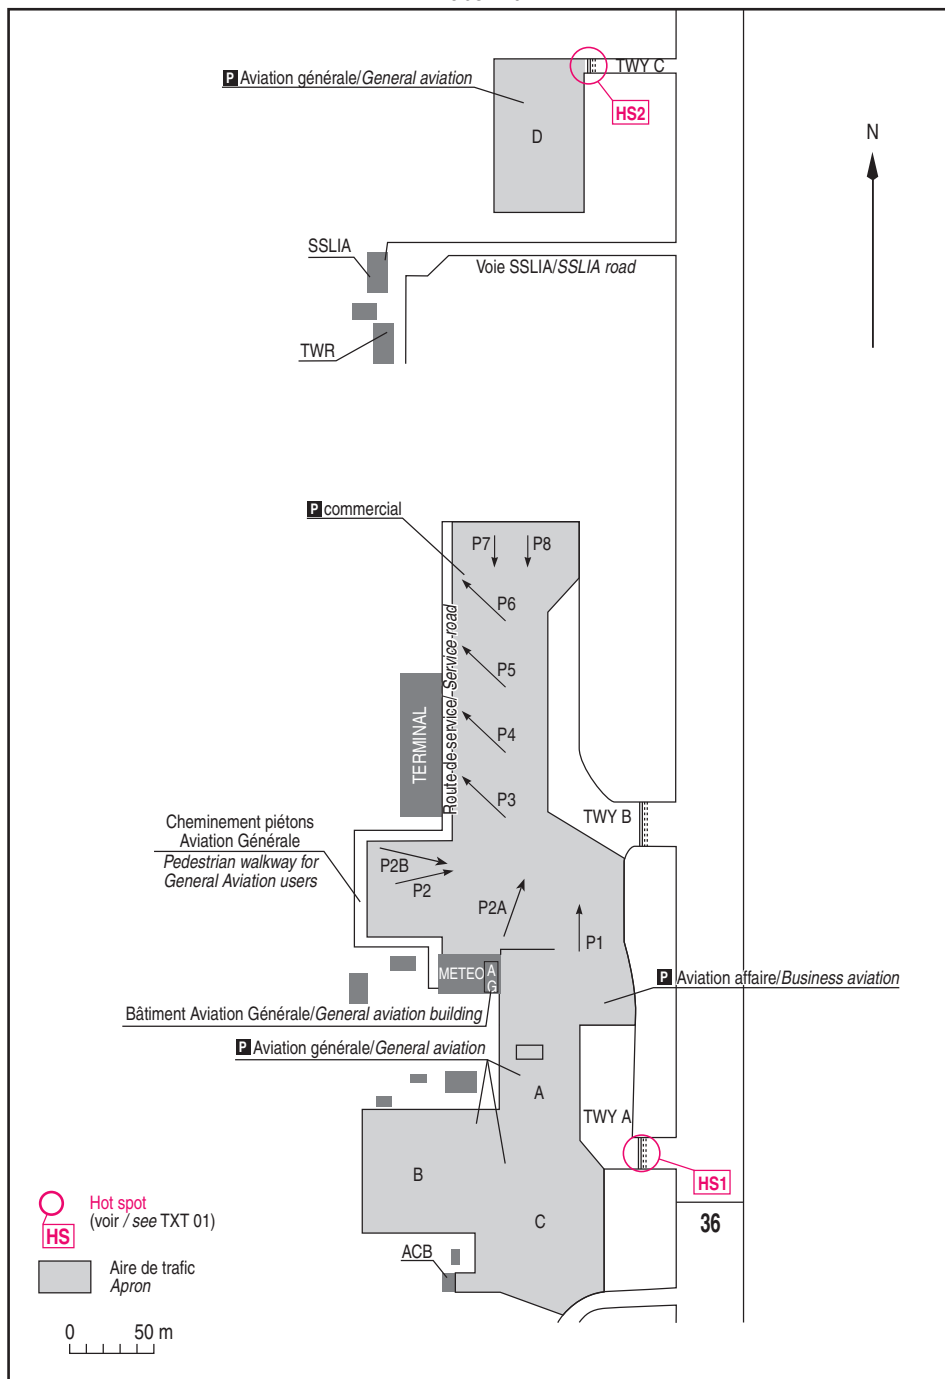 TWY C
P Aviation générale/General aviation
HS2
N
D
SSLIA
Voie SSLIA/SSLIA road
TWR
P commercial
P7
P8
P6
P5
P4
P3
Route de service/Service road
TERMINAL
TWY B
Cheminement piétons
Aviation Générale
Pedestrian walkway for
General Aviation users
P2B
P2
P2A
P1
METEO
AG
P Aviation affaire/Business aviation
Bâtiment Aviation Générale/General aviation building
P Aviation générale/General aviation
A
TWY A
B
HS1
C
36
Hot spot
(voir / see TXT 01)
HS
ACB
Aire de trafic
Apron
0 50 m